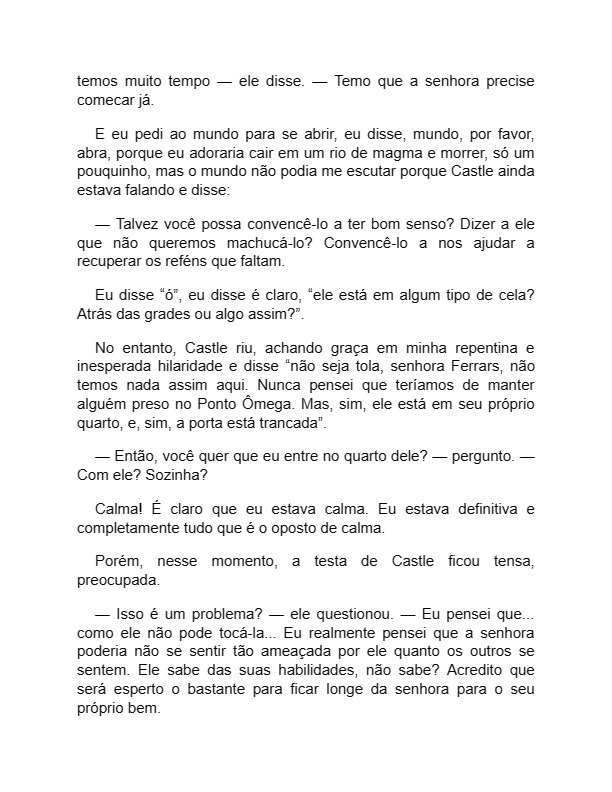 temos muito tempo — ele disse. — Temo que a senhora precise
comecar já.
E eu pedi ao mundo para se abrir, eu disse, mundo, por favor,
abra, porque eu adoraria cair em um rio de magma e morrer, só um
pouquinho, mas o mundo não podia me escutar porque Castle ainda
estava falando e disse:
— Talvez você possa convencê-lo a ter bom senso? Dizer a ele
que não queremos machucá-lo? Convencê-lo a nos ajudar a
recuperar os reféns que faltam.
Eu disse “ó”, eu disse é claro, “ele está em algum tipo de cela?
Atrás das grades ou algo assim?”.
No entanto, Castle riu, achando graça em minha repentina e
inesperada hilaridade e disse “não seja tola, senhora Ferrars, não
temos nada assim aqui. Nunca pensei que teríamos de manter
alguém preso no Ponto Ômega. Mas, sim, ele está em seu próprio
quarto, e, sim, a porta está trancada”.
— Então, você quer que eu entre no quarto dele? — pergunto. —
Com ele? Sozinha?
Calma! É claro que eu estava calma. Eu estava definitiva e
completamente tudo que é o oposto de calma.
Porém, nesse momento, a testa de Castle ficou tensa,
preocupada.
— Isso é um problema? — ele questionou. — Eu pensei que...
como ele não pode tocá-la... Eu realmente pensei que a senhora
poderia não se sentir tão ameaçada por ele quanto os outros se
sentem. Ele sabe das suas habilidades, não sabe? Acredito que
será esperto o bastante para ficar longe da senhora para o seu
próprio bem.